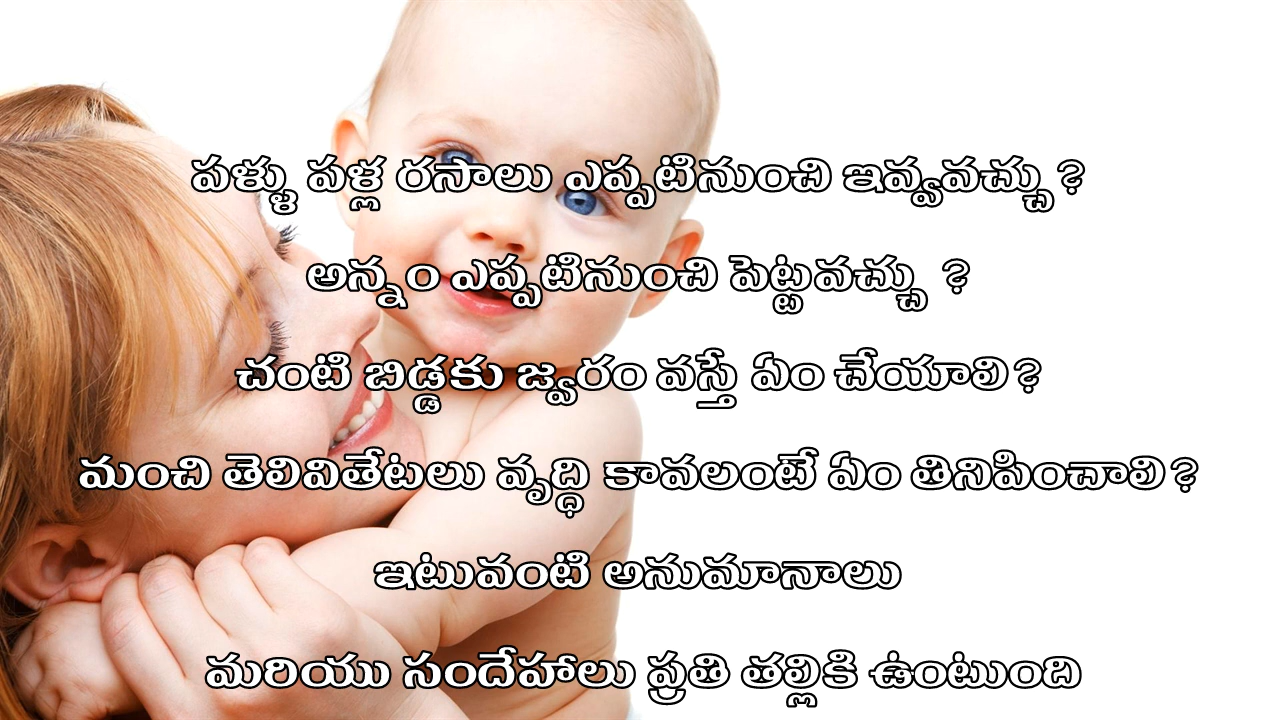 పళ్ళు పళ్ల రసాలు ఎప్పటినుంచి ఇవ్వవచ్చు?
అన్నం ఎప్పటినుంచి పెట్టవచ్చు ?
చంటి బిడ్డకు జ్వరం వస్తే ఏం చేయాలి?
మంచి తెలివితేటలు వృద్ధి కావలంటే ఏం తినిపించాలి?
ఇటువంటి అనుమానాలు
మరియు సందేహాలు ప్రతి తల్లికి ఉంటుంది